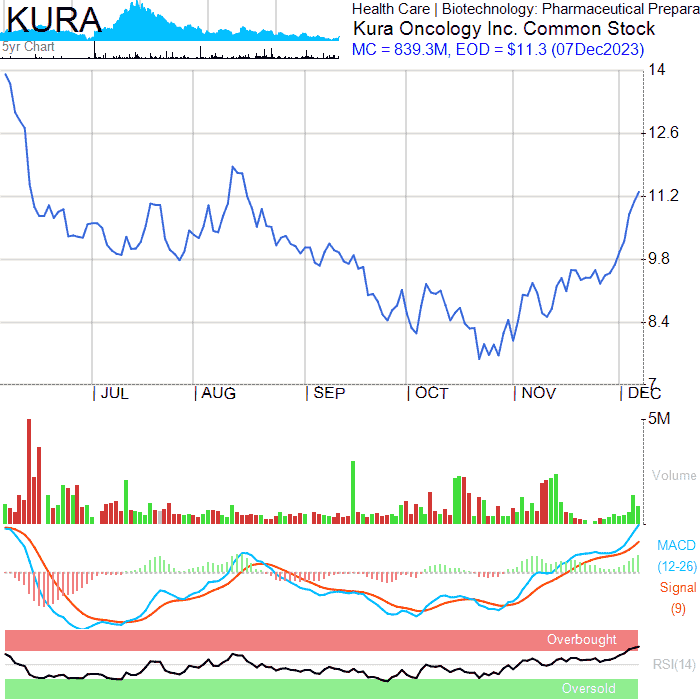 KURA
5yr Chart
Health Care | Biotechnology: Pharmaceutical Prepara
Kura Oncology Inc. Common Stock
MC = 839.3M, EOD = $11.3 (07Dec2023)
14
12.6
11.2
9.8
8.4
7
JUL
AUG
SEP
OCT
NOV
DEC
5M
Volume
MACD
(12-26)
Signal
(9)
Overbought
RSI(14)
Oversold